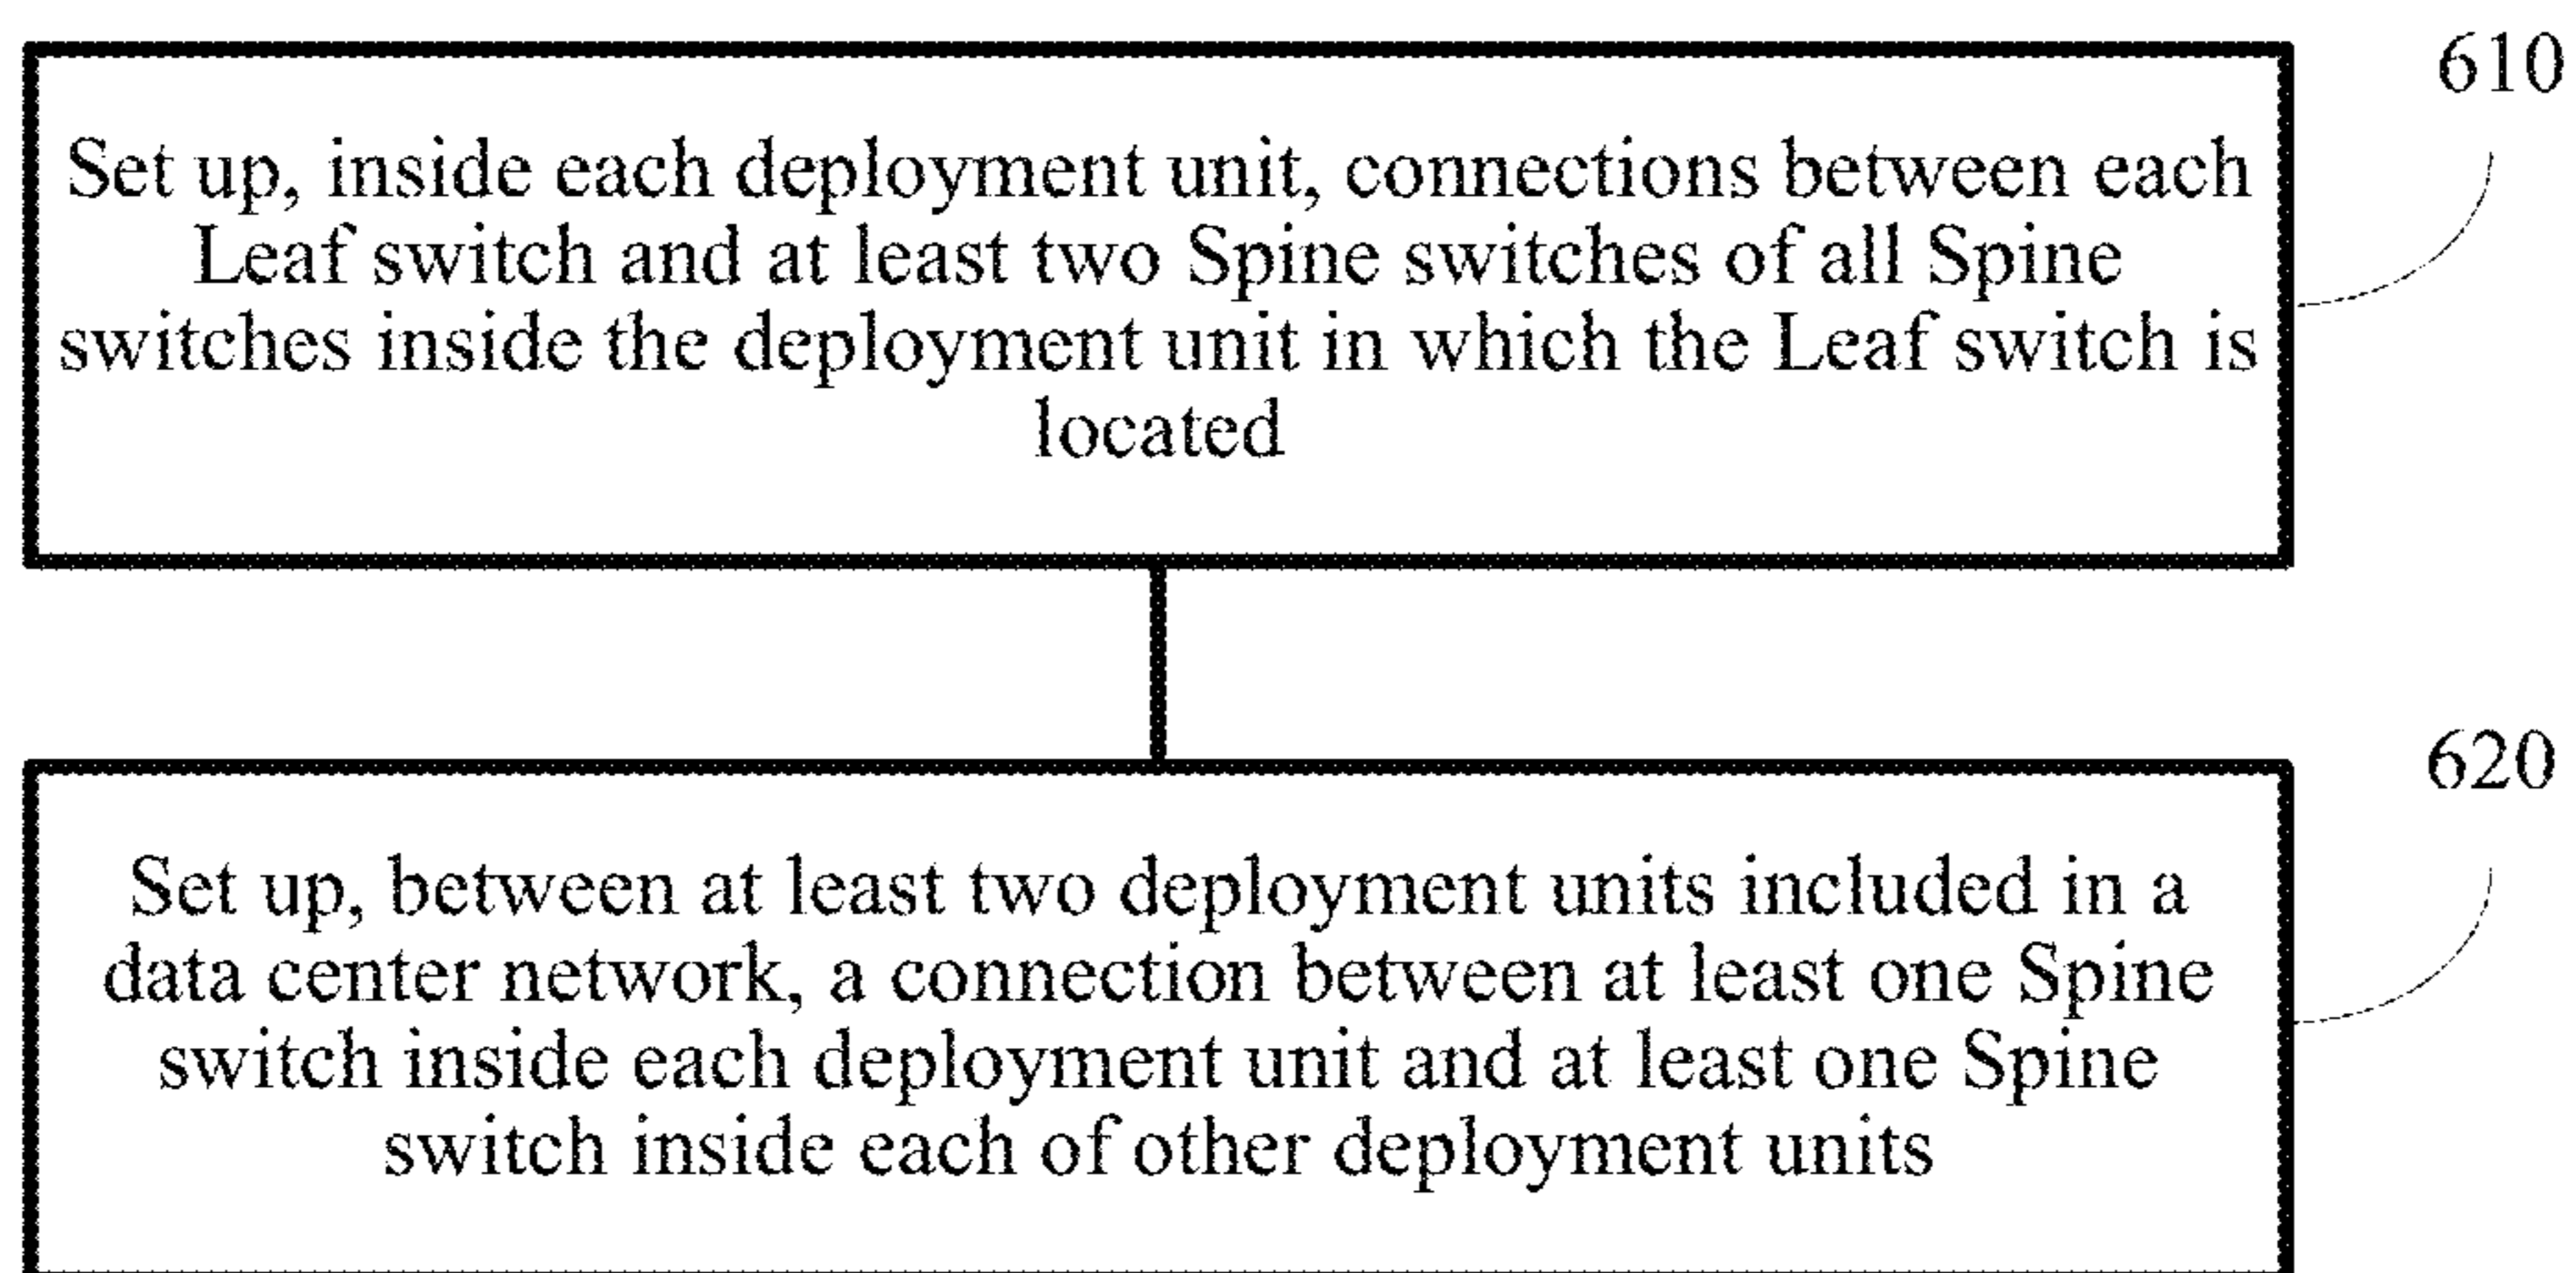 610
Set up, inside each deployment unit, connections between each
Leaf switch and at least two Spine switches of all Spine
switches inside the deployment unit in which the Leaf switch is
located
620
Set up, between at least two deployment units included in a
data center network, a connection between at least one Spine
switch inside each deployment unit and at least one Spine
switch inside each of other deployment units